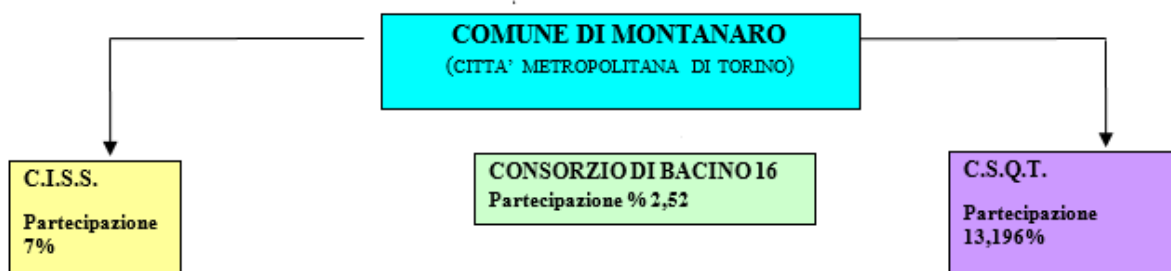 COMUNE DI MONTANARO
(CITTA' METROPOLITANA DI TORINO)
C.I.S.S.
Partecipazione
7%
CONSORZIO DI BACINO 16
Partecipazione % 2,52
C.S.Q.T.
Partecipazione
13,196%